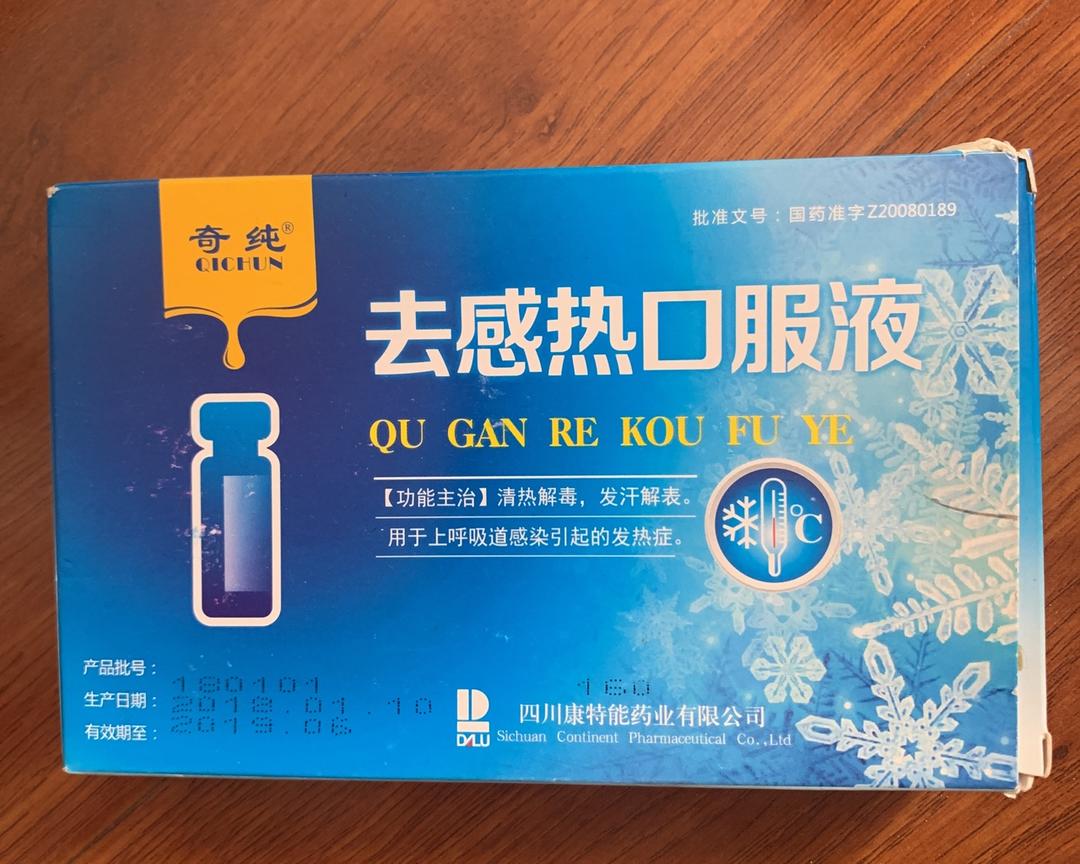 奇纯®
QICHUN
批准文号：国药准字Z20080189
去感热口服液
QU GAN RE KOU FU YE
【功能主治】清热解毒，发汗解表。
用于上呼吸道感染引起的发热症。
℃
产品批号：180101
生产日期：2018.01.10
有效期至：2019.06
160
DALU
四川康特能药业有限公司
Sichuan Continent Pharmaceutical Co.,Ltd